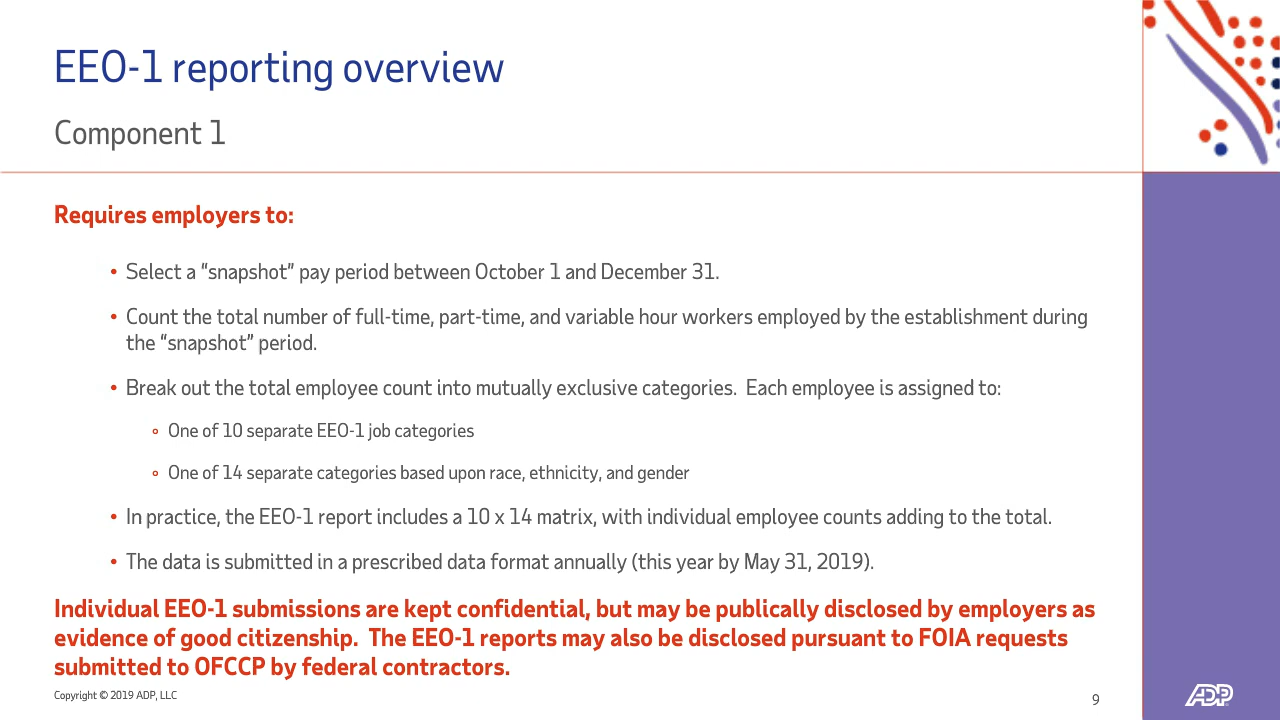 EEO-1 reporting overview
Component 1
Requires employers to:
• Select a “snapshot” pay period between October 1 and December 31.
• Count the total number of full-time, part-time, and variable hour workers employed by the establishment during
the “snapshot” period.
• Break out the total employee count into mutually exclusive categories.  Each employee is assigned to:
∘ One of 10 separate EEO-1 job categories
∘ One of 14 separate categories based upon race, ethnicity, and gender
• In practice, the EEO-1 report includes a 10 x 14 matrix, with individual employee counts adding to the total.
• The data is submitted in a prescribed data format annually (this year by May 31, 2019).
Individual EEO-1 submissions are kept confidential, but may be publically disclosed by employers as
evidence of good citizenship.  The EEO-1 reports may also be disclosed pursuant to FOIA requests
submitted to OFCCP by federal contractors.
Copyright © 2019 ADP, LLC
9
ADP